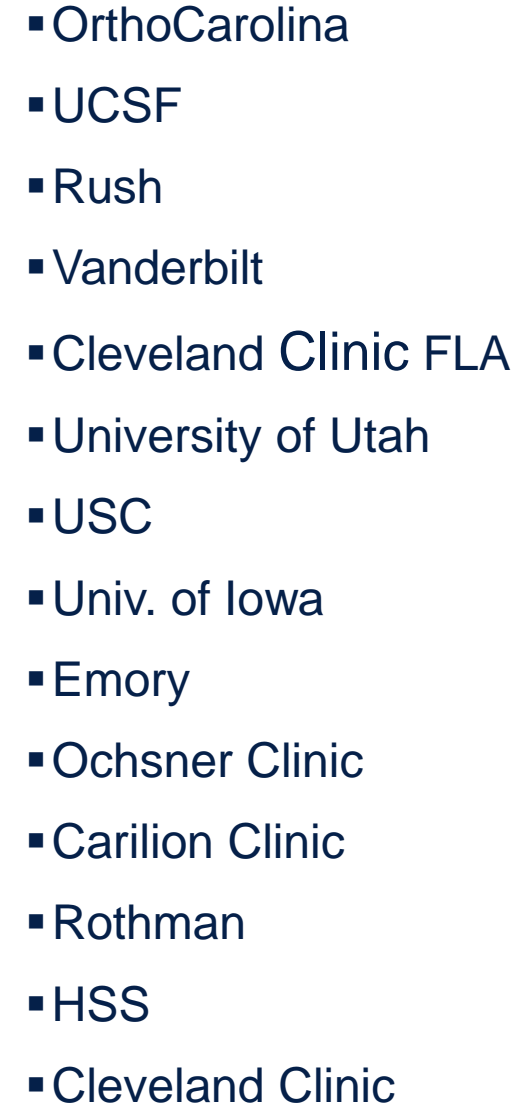 ▪OrthoCarolina
▪UCSF
▪Rush
▪Vanderbilt
▪Cleveland Clinic FLA
▪University of Utah
▪USC
▪Univ. of Iowa
▪Emory
▪Ochsner Clinic
▪Carilion Clinic
▪Rothman
▪HSS
▪Cleveland Clinic